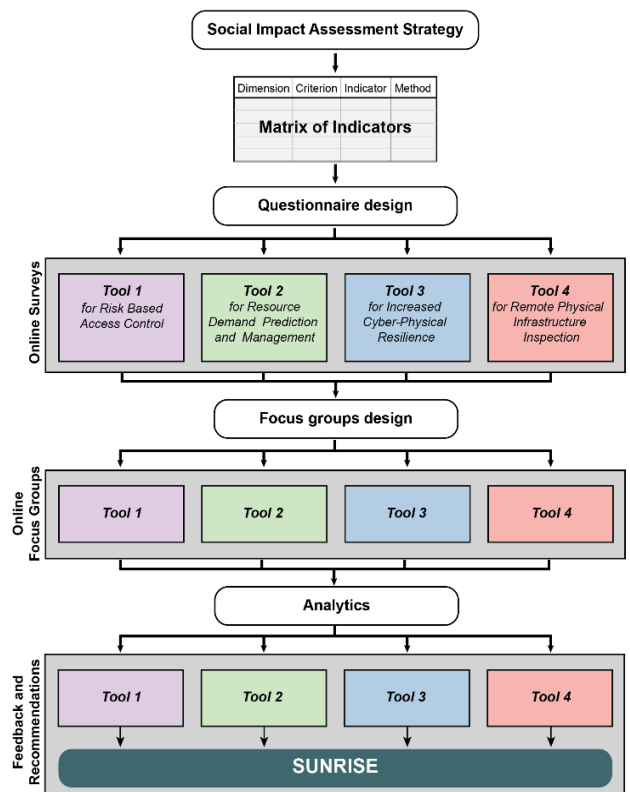 Social Impact Assessment Strategy
Dimension Criterion Indicator Method
Matrix of Indicators
Questionnaire design
Online Surveys
Tool 1
for Risk Based
Access Control
Tool 2
for Resource
Demand Prediction
and Management
Tool 3
for Increased
Cyber-Physical
Resilience
Tool 4
for Remote Physical
Infrastructure
Inspection
Focus groups design
Online
Focus Groups
Tool 1
Tool 2
Tool 3
Tool 4
Analytics
Feedback and
Recommendations
Tool 1
Tool 2
Tool 3
Tool 4
SUNRISE